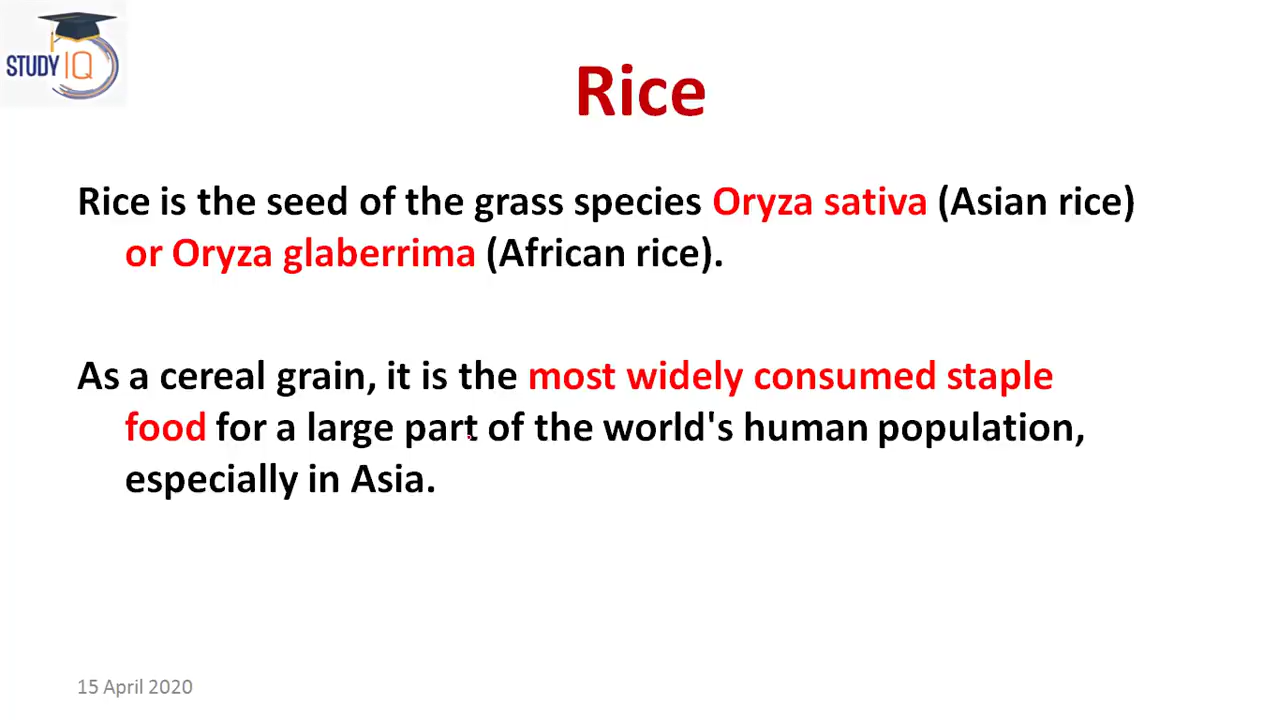 STUDY IQ
Rice
Rice is the seed of the grass species Oryza sativa (Asian rice)
or Oryza glaberrima (African rice).
As a cereal grain, it is the most widely consumed staple
food for a large part of the world's human population,
especially in Asia.
15 April 2020